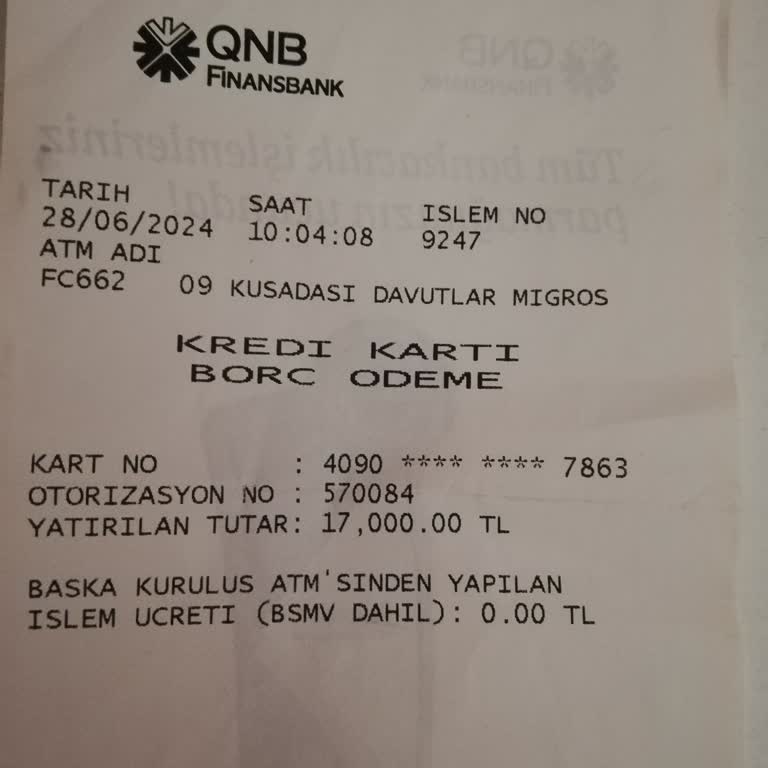 QNB
FİNANSBANK
TARIH SAAT ISLEM NO
28/06/2024 10:04:08 9247
ATM ADI
FC662 09 KUSADASI DAVUTLAR MIGROS
KREDI KARTI
BORC ODEME
KART NO : 4090 **** **** 7863
OTORIZASYON NO : 570084
YATIRILAN TUTAR: 17,000.00 TL
BASKA KURULUS ATM'SINDEN YAPILAN
ISLEM UCRETI (BSMV DAHIL): 0.00 TL